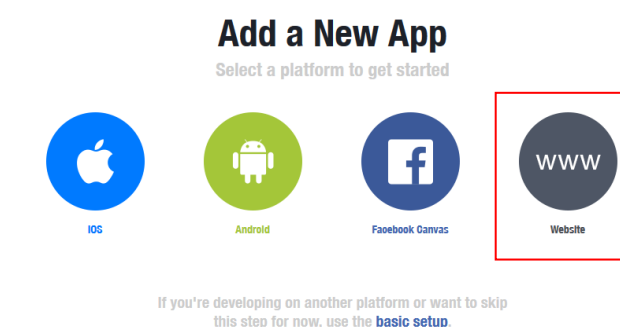 Add a New App
Select a platform to get started
www
iOS
Android
Facebook Canvas
Website
If you're developing on another platform or want to skip
this step for now, use the basic setup.